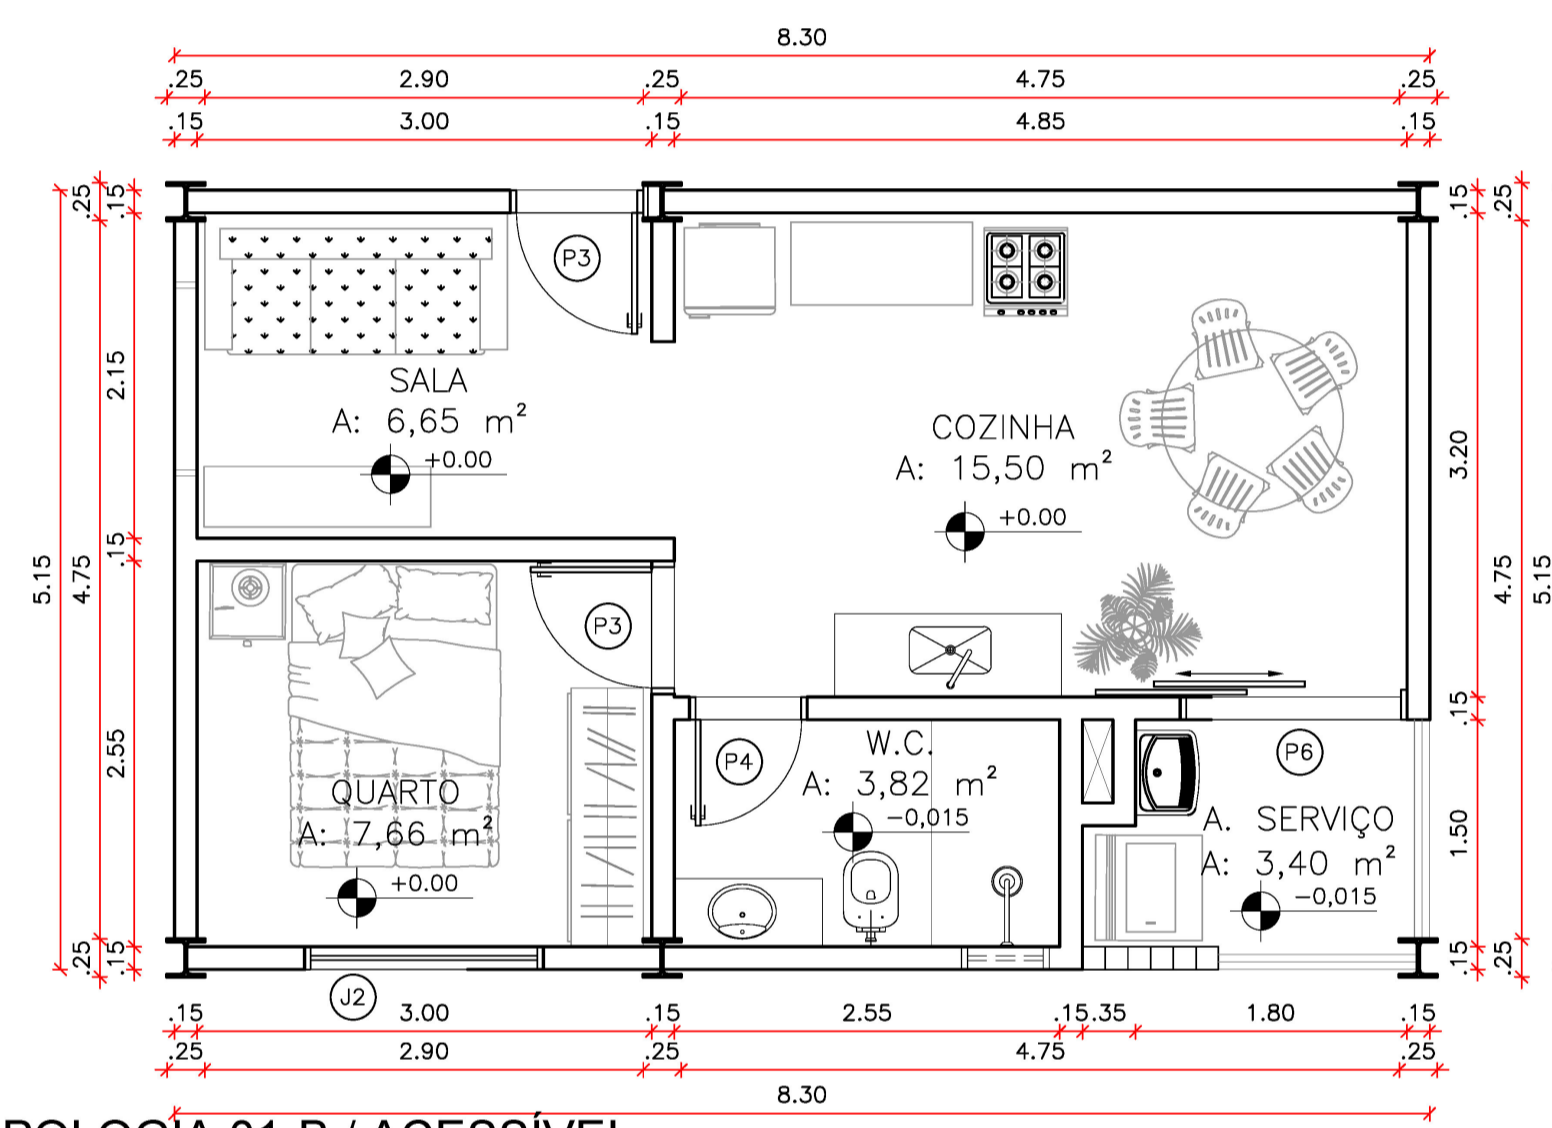 8.30
.25 2.90 .25 4.75 .25
.15 3.00 .15 4.85 .15
.25 .15
.15 .25
P3
2.15
SALA
A: 6,65 m²
+0.00
COZINHA
A: 15,50 m²
+0.00
3.20
5.15 4.75 .15
4.75 5.15
P3
2.55
.15
QUARTO
A: 7,66 m²
+0.00
P4
W.C.
A: 3,82 m²
-0,015
P6
A. SERVIÇO
A: 3,40 m²
-0,015
1.50
.25 .15
.15 .25
J2
.15 3.00 .15 2.55 .15 .35 1.80 .15
.25 2.90 .25 4.75 .25
8.30